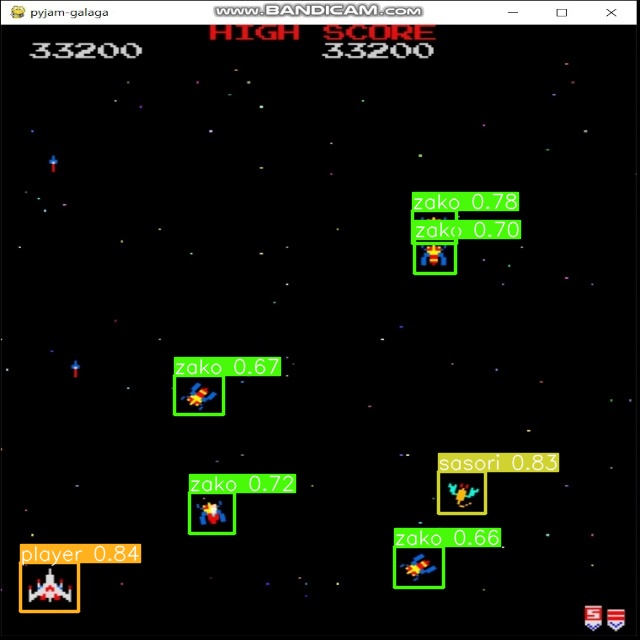 pyjam-galaga
www.BANDICAM.com
HIGH SCORE
33200 33200
zako 0.78
zako 0.70
zako 0.67
sasori 0.83
zako 0.72
zako 0.66
player 0.84
5